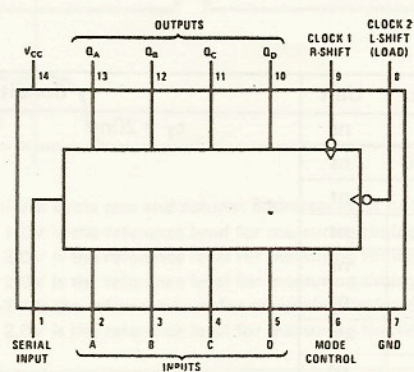 OUTPUTS
CLOCK 1
R-SHIFT
CLOCK 2
L-SHIFT
(LOAD)
VCC
QA
QB
QC
QD
14
13
12
11
10
9
8
1
2
3
4
5
6
7
SERIAL
INPUT
A
B
C
D
MODE
CONTROL
GND
INPUTS